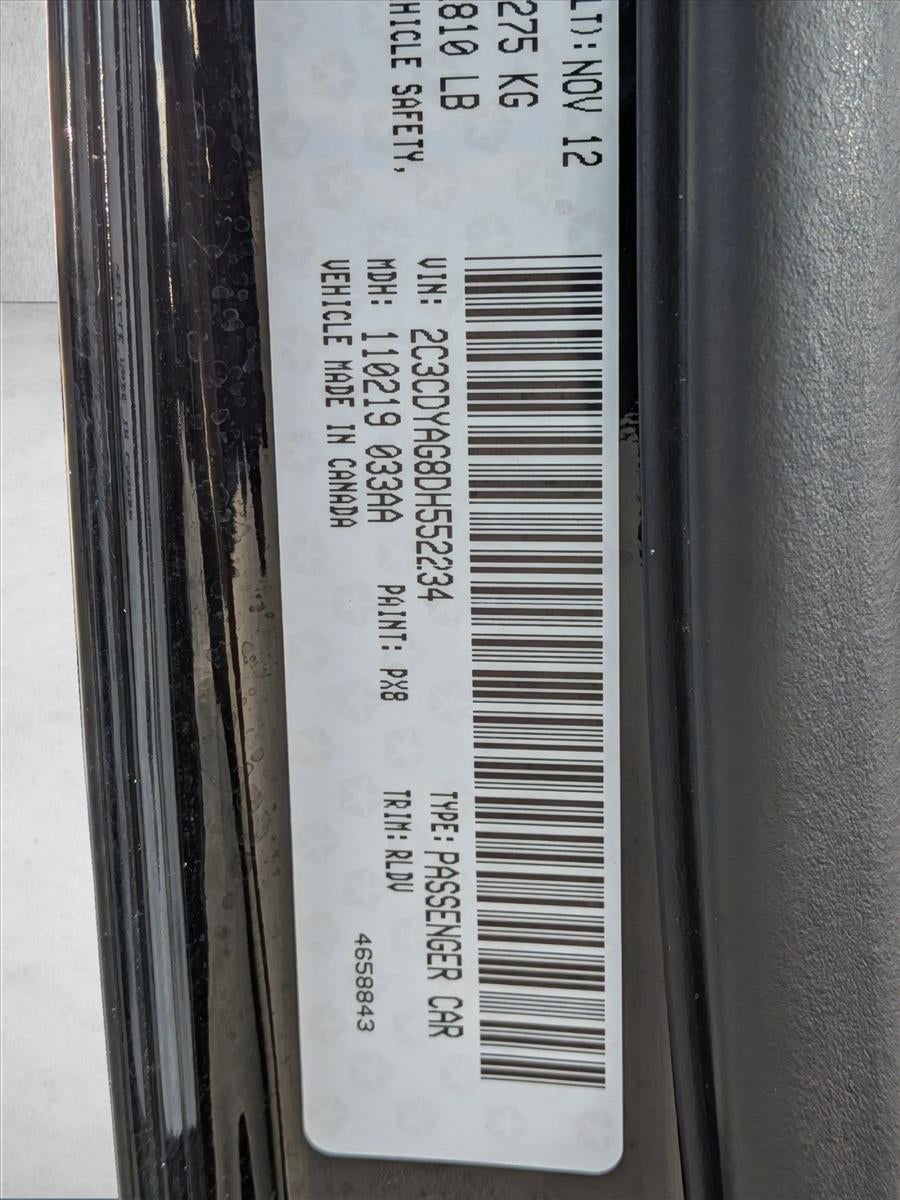 LT): NOV 12
275 KG
810 LB
HICLE SAFETY,
VIN: 2C3CDYAG8DH552234
TYPE: PASSENGER CAR
MDH: 110219 033AA
PAINT: PX8
TRIM: RLDV
VEHICLE MADE IN CANADA
4658843